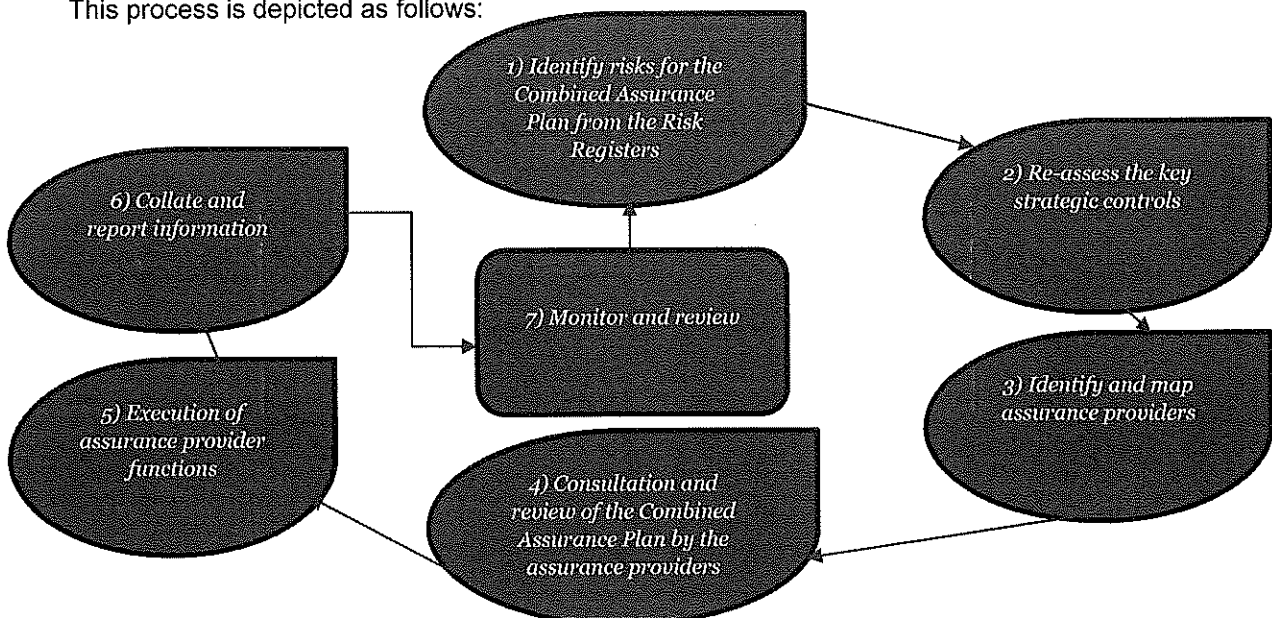 This process is depicted as follows:
1) Identify risks for the
Combined Assurance
Plan from the Risk
Registers
2) Re-assess the key
strategic controls
3) Identify and map
assurance providers
4) Consultation and
review of the Combined
Assurance Plan by the
assurance providers
5) Execution of
assurance provider
functions
6) Collate and
report information
7) Monitor and review